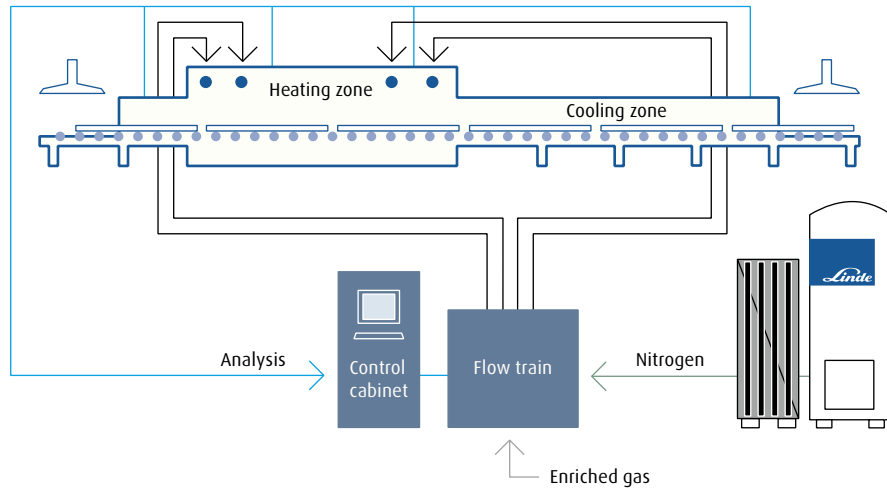 Heating zone
Cooling zone
Linde
Analysis
Control
cabinet
Flow train
Nitrogen
Enriched gas